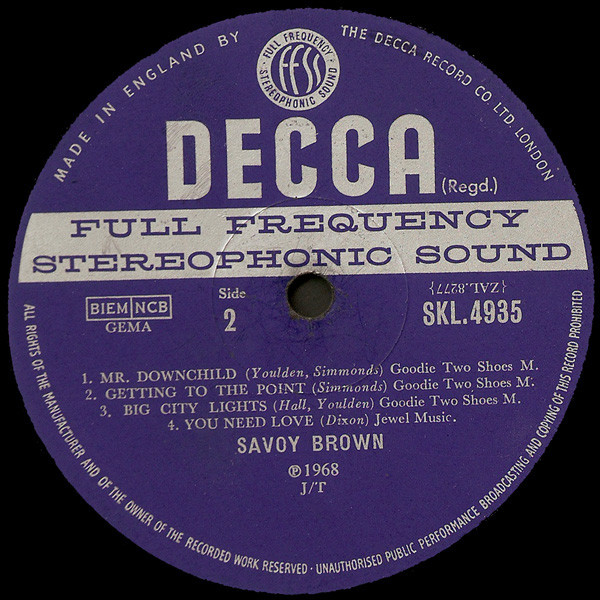 MADE IN ENGLAND BY
THE DECCA RECORD CO. LTD. LONDON
FULL FREQUENCY
FFSS
STEREOPHONIC SOUND
DECCA (Regd.)
FULL FREQUENCY
STEREOPHONIC SOUND
BIEM NCB
GEMA
Side
2
{ZAL.8277}
SKL.4935
1. MR. DOWNCHILD (Youlden, Simmonds) Goodie Two Shoes M.
2. GETTING TO THE POINT (Simmonds) Goodie Two Shoes M.
3. BIG CITY LIGHTS (Hall, Youlden) Goodie Two Shoes M.
4. YOU NEED LOVE (Dixon) Jewel Music.
SAVOY BROWN
℗1968
J/T
ALL RIGHTS OF THE MANUFACTURER AND OF THE OWNER OF THE RECORDED WORK RESERVED · UNAUTHORISED PUBLIC PERFORMANCE BROADCASTING AND COPYING OF THIS RECORD PROHIBITED